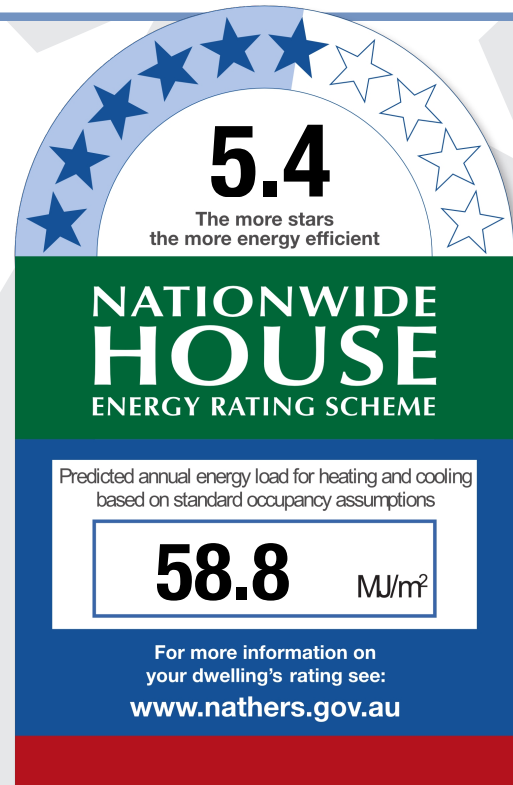 5.4
The more stars
the more energy efficient
NATIONWIDE
HOUSE
ENERGY RATING SCHEME
Predicted annual energy load for heating and cooling
based on standard occupancy assumptions
58.8 MJ/m²
For more information on
your dwelling's rating see:
www.nathers.gov.au